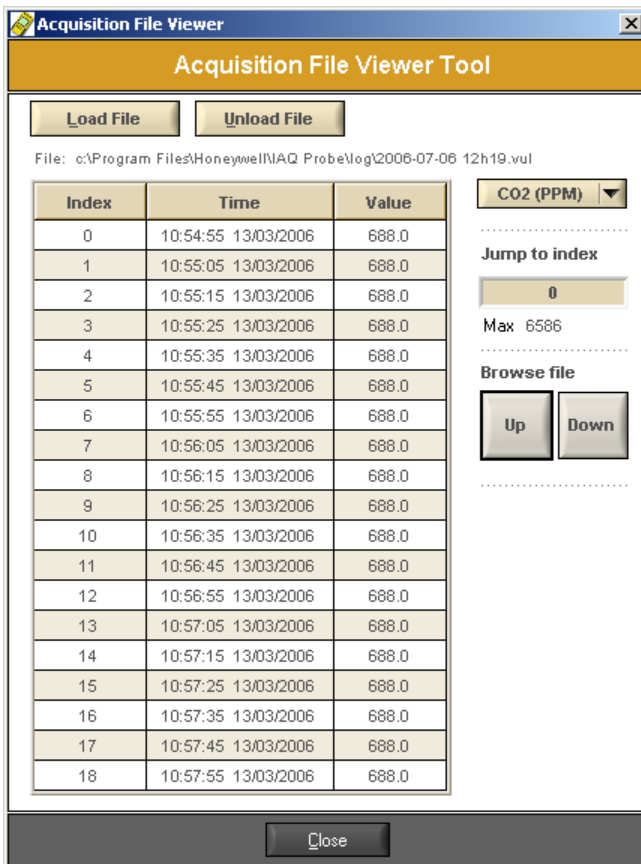 Acquisition File Viewer
Acquisition File Viewer Tool
Load File Unload File
File: c:\Program Files\Honeywell\IAQ Probe\log\2006-07-06 12h19.vul
Index Time Value
0 10:54:55 13/03/2006 688.0
1 10:55:05 13/03/2006 688.0
2 10:55:15 13/03/2006 688.0
3 10:55:25 13/03/2006 688.0
4 10:55:35 13/03/2006 688.0
5 10:55:45 13/03/2006 688.0
6 10:55:55 13/03/2006 688.0
7 10:56:05 13/03/2006 688.0
8 10:56:15 13/03/2006 688.0
9 10:56:25 13/03/2006 688.0
10 10:56:35 13/03/2006 688.0
11 10:56:45 13/03/2006 688.0
12 10:56:55 13/03/2006 688.0
13 10:57:05 13/03/2006 688.0
14 10:57:15 13/03/2006 688.0
15 10:57:25 13/03/2006 688.0
16 10:57:35 13/03/2006 688.0
17 10:57:45 13/03/2006 688.0
18 10:57:55 13/03/2006 688.0
CO2 (PPM)
Jump to index
0
Max 6586
Browse file
Up Down
Close